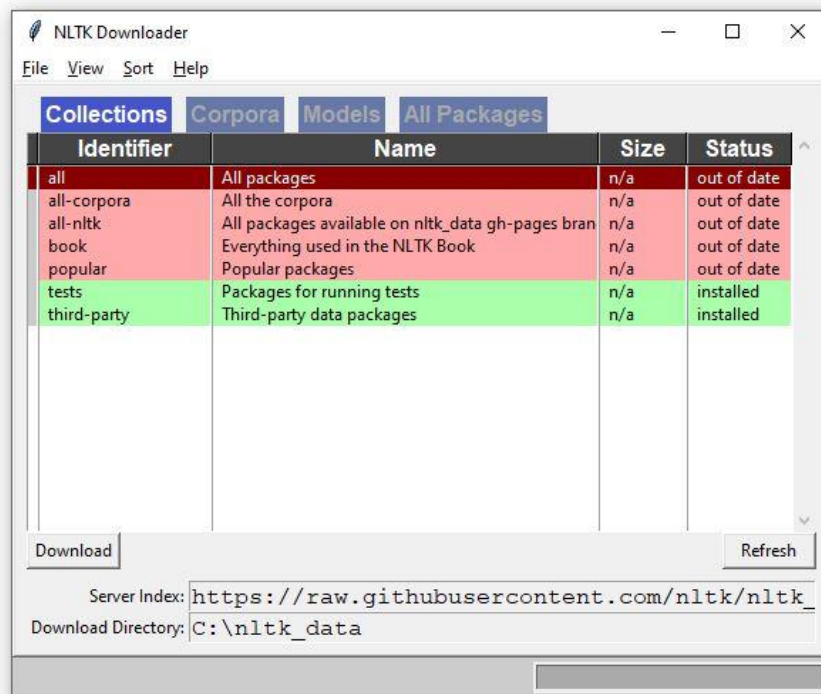 NLTK Downloader
File View Sort Help
Collections Corpora Models All Packages
Identifier Name Size Status
all All packages n/a out of date
all-corpora All the corpora n/a out of date
all-nltk All packages available on nltk_data gh-pages bran n/a out of date
book Everything used in the NLTK Book n/a out of date
popular Popular packages n/a out of date
tests Packages for running tests n/a installed
third-party Third-party data packages n/a installed
Download Refresh
Server Index: https://raw.githubusercontent.com/nltk/nltk_
Download Directory: C:\nltk_data